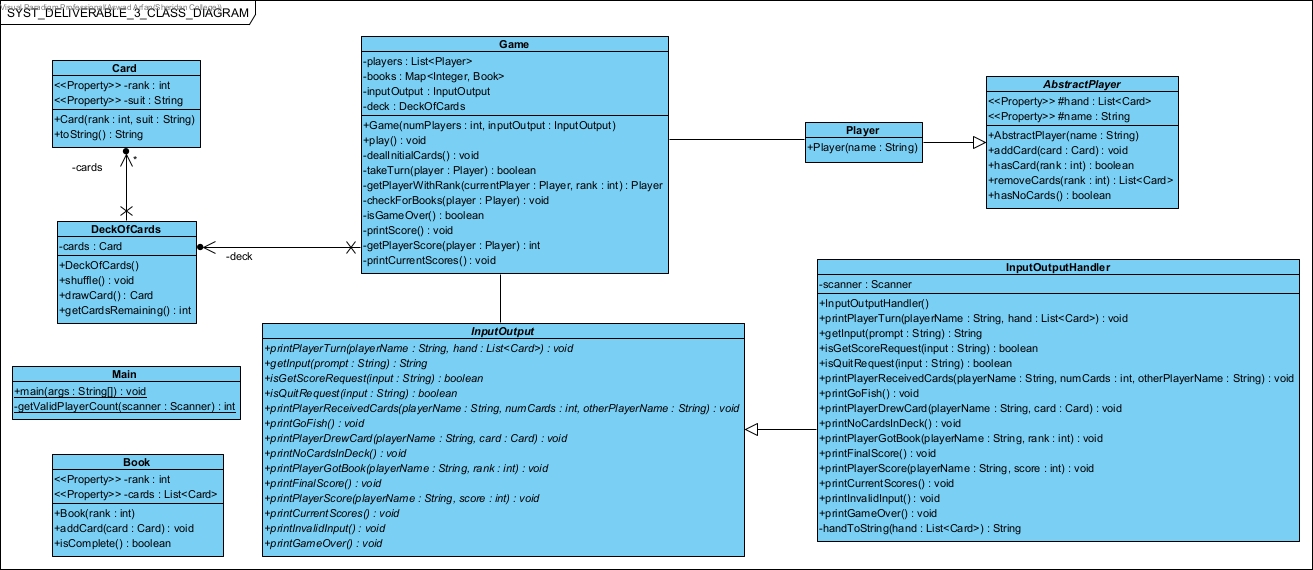 Visual Paradigm Professional(Aswad Arfan(Sheridan College))
SYST_DELIVERABLE_3_CLASS_DIAGRAM
Card
<<Property>> -rank : int
<<Property>> -suit : String
+Card(rank : int, suit : String)
+toString() : String
-cards
*
DeckOfCards
-cards : Card
+DeckOfCards()
+shuffle() : void
+drawCard() : Card
+getCardsRemaining() : int
-deck
Game
-players : List<Player>
-books : Map<Integer, Book>
-inputOutput : InputOutput
-deck : DeckOfCards
+Game(numPlayers : int, inputOutput : InputOutput)
+play() : void
-dealInitialCards() : void
-takeTurn(player : Player) : boolean
-getPlayerWithRank(currentPlayer : Player, rank : int) : Player
-checkForBooks(player : Player) : void
-isGameOver() : boolean
-printScore() : void
-getPlayerScore(player : Player) : int
-printCurrentScores() : void
Player
+Player(name : String)
AbstractPlayer
<<Property>> #hand : List<Card>
<<Property>> #name : String
+AbstractPlayer(name : String)
+addCard(card : Card) : void
+hasCard(rank : int) : boolean
+removeCards(rank : int) : List<Card>
+hasNoCards() : boolean
Main
+main(args : String[]) : void
-getValidPlayerCount(scanner : Scanner) : int
Book
<<Property>> -rank : int
<<Property>> -cards : List<Card>
+Book(rank : int)
+addCard(card : Card) : void
+isComplete() : boolean
InputOutput
+printPlayerTurn(playerName : String, hand : List<Card>) : void
+getInput(prompt : String) : String
+isGetScoreRequest(input : String) : boolean
+isQuitRequest(input : String) : boolean
+printPlayerReceivedCards(playerName : String, numCards : int, otherPlayerName : String) : void
+printGoFish() : void
+printPlayerDrewCard(playerName : String, card : Card) : void
+printNoCardsInDeck() : void
+printPlayerGotBook(playerName : String, rank : int) : void
+printFinalScore() : void
+printPlayerScore(playerName : String, score : int) : void
+printCurrentScores() : void
+printInvalidInput() : void
+printGameOver() : void
InputOutputHandler
-scanner : Scanner
+InputOutputHandler()
+printPlayerTurn(playerName : String, hand : List<Card>) : void
+getInput(prompt : String) : String
+isGetScoreRequest(input : String) : boolean
+isQuitRequest(input : String) : boolean
+printPlayerReceivedCards(playerName : String, numCards : int, otherPlayerName : String) : void
+printGoFish() : void
+printPlayerDrewCard(playerName : String, card : Card) : void
+printNoCardsInDeck() : void
+printPlayerGotBook(playerName : String, rank : int) : void
+printFinalScore() : void
+printPlayerScore(playerName : String, score : int) : void
+printCurrentScores() : void
+printInvalidInput() : void
+printGameOver() : void
-handToString(hand : List<Card>) : String